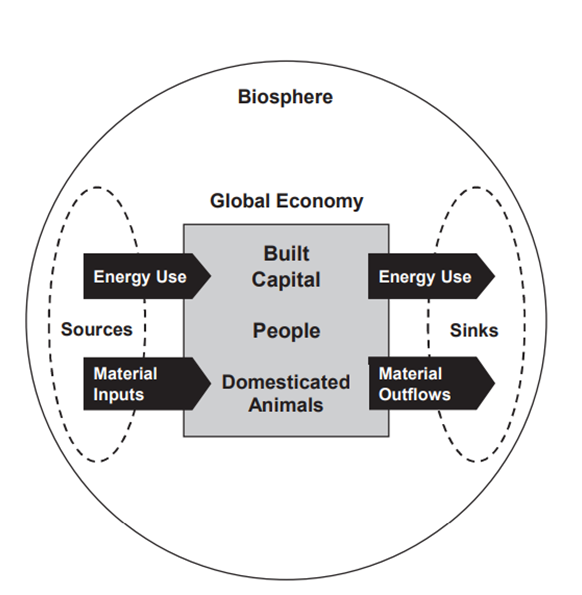 Biosphere
Global Economy
Built
Capital
Energy Use
Energy Use
Sources
People
Sinks
Material
Inputs
Domesticated
Animals
Material
Outflows